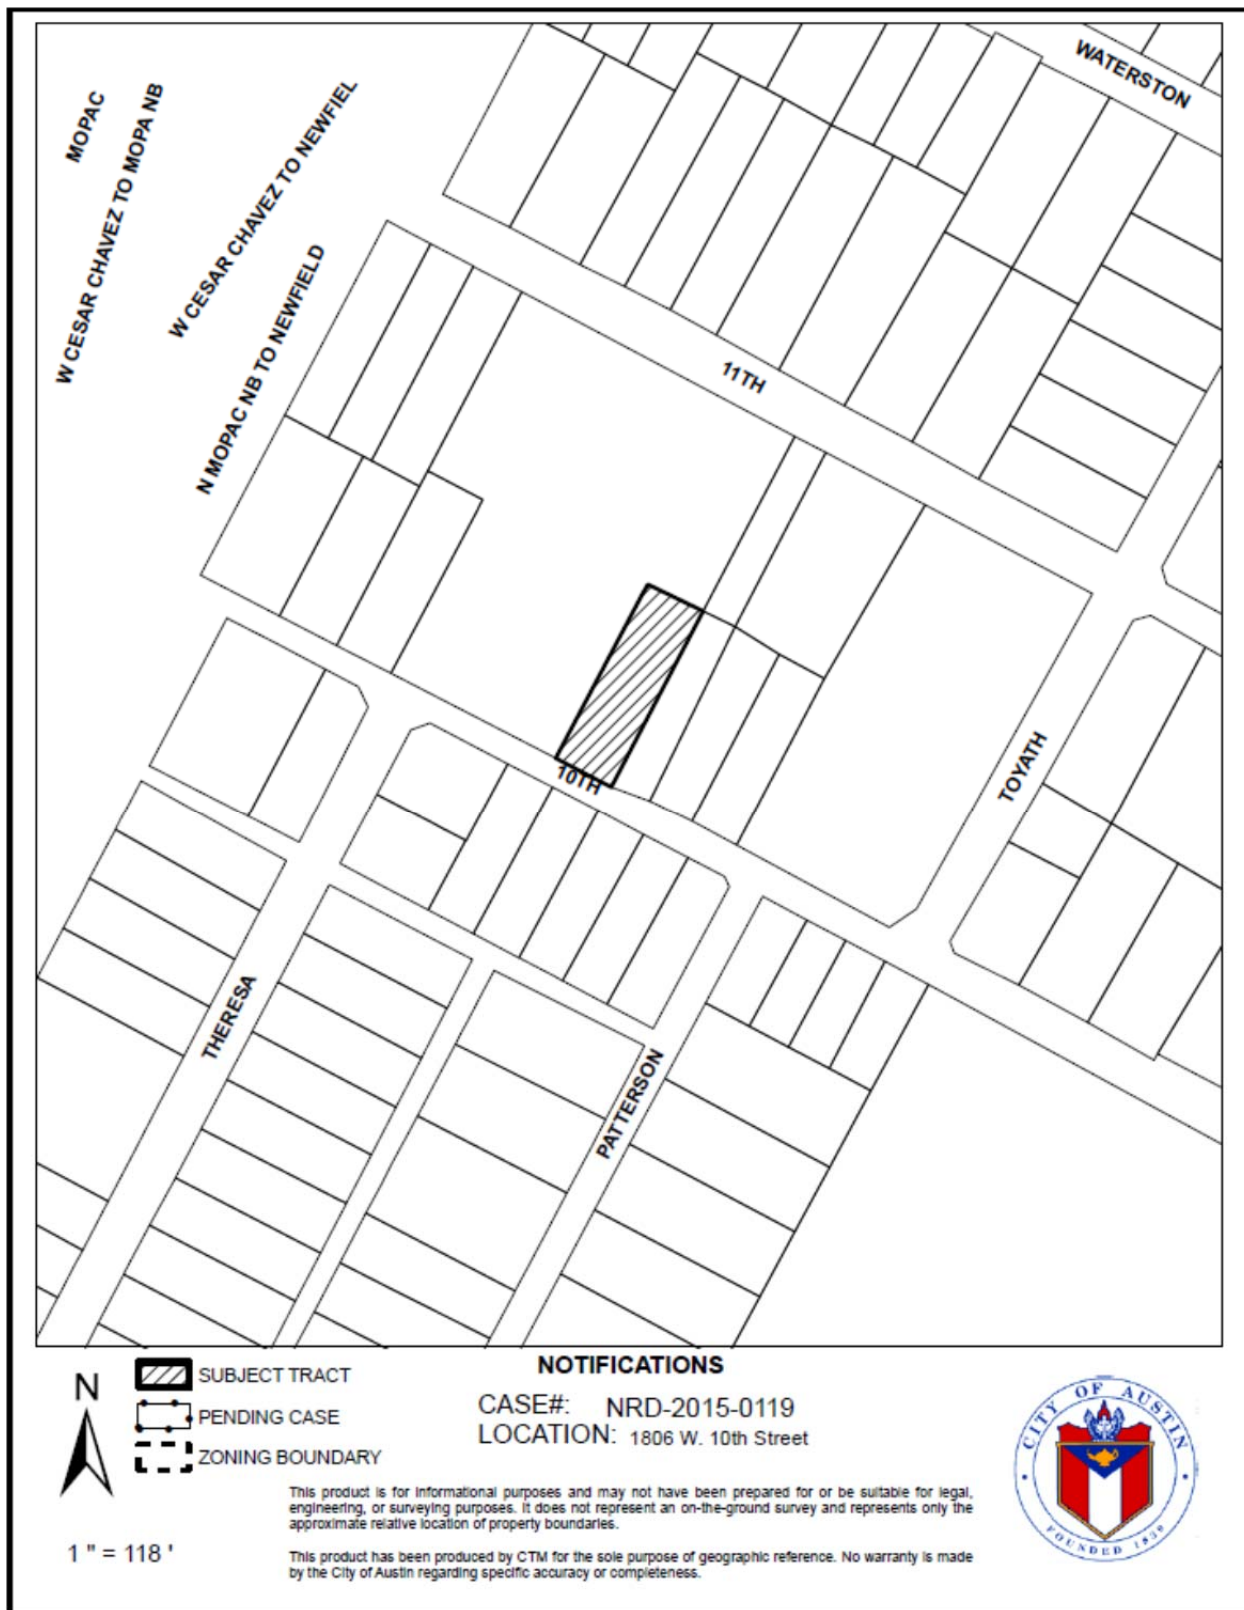 WATERSTON
MOPAC
W CESAR CHAVEZ TO MOPA NB
W CESAR CHAVEZ TO NEWFIEL
N MOPAC NB TO NEWFIELD
11TH
10TH
TOYATH
THERESA
PATTERSON
N
1 " = 118 '
SUBJECT TRACT
PENDING CASE
ZONING BOUNDARY
NOTIFICATIONS
CASE#: NRD-2015-0119
LOCATION: 1806 W. 10th Street
This product is for informational purposes and may not have been prepared for or be suitable for legal,
engineering, or surveying purposes. It does not represent an on-the-ground survey and represents only the
approximate relative location of property boundaries.
This product has been produced by CTM for the sole purpose of geographic reference. No warranty is made
by the City of Austin regarding specific accuracy or completeness.
CITY OF AUSTIN
FOUNDED 1839